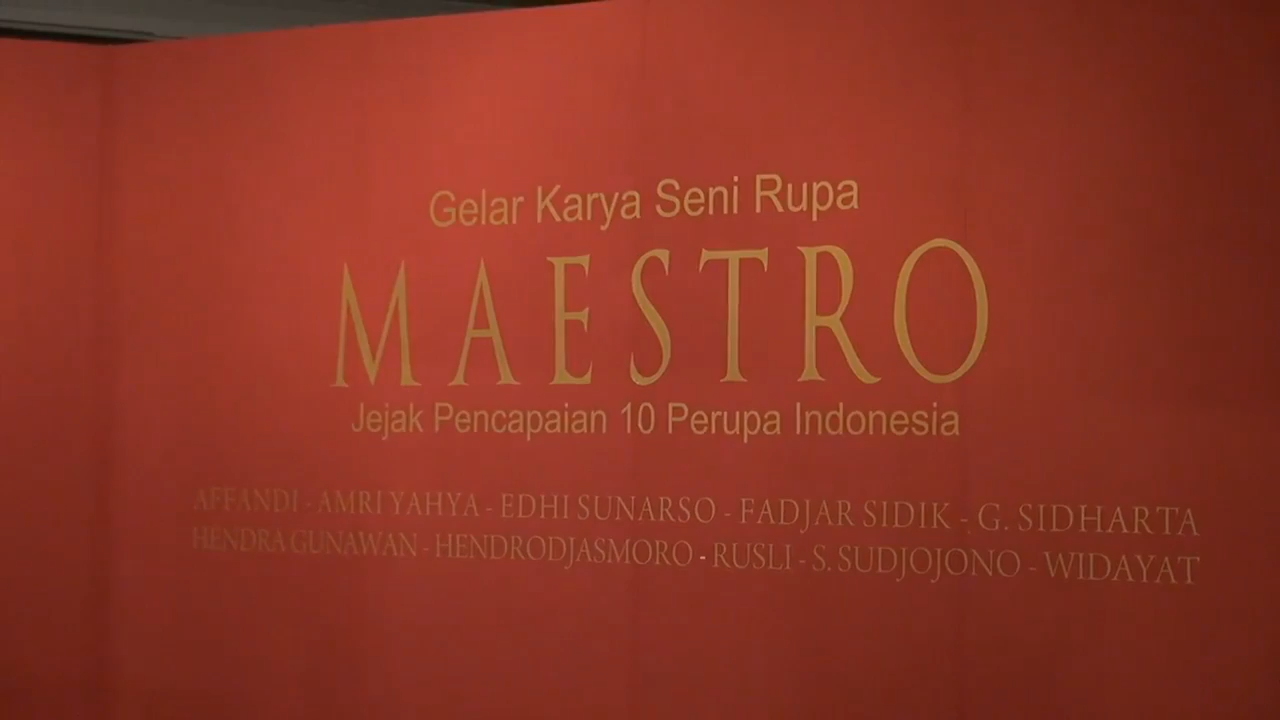 Gelar Karya Seni Rupa
MAESTRO
Jejak Pencapaian 10 Perupa Indonesia
AFFANDI - AMRI YAHYA - EDHI SUNARSO - FADJAR SIDIK - G. SIDHARTA
HENDRA GUNAWAN - HENDRODJASMORO - RUSLI - S. SUDJOJONO - WIDAYAT